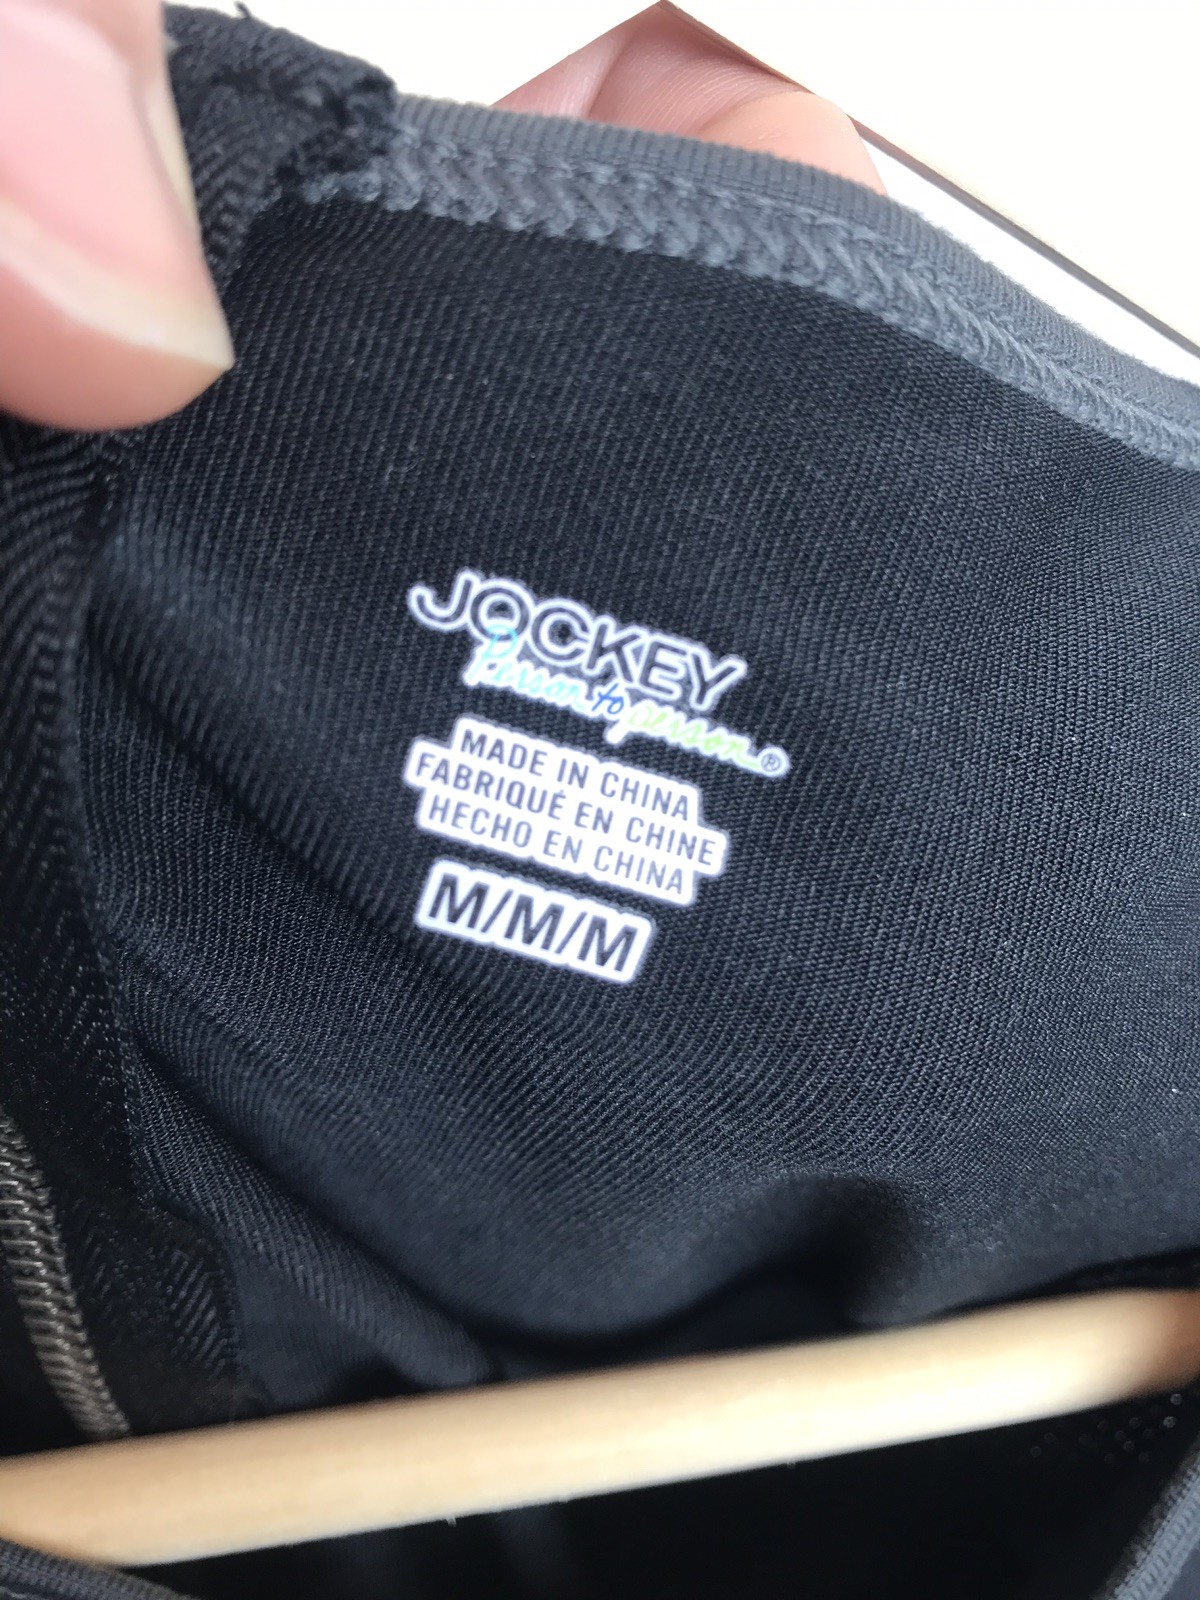 JOCKEY
Person to person®
MADE IN CHINA
FABRIQUÉ EN CHINE
HECHO EN CHINA
M/M/M